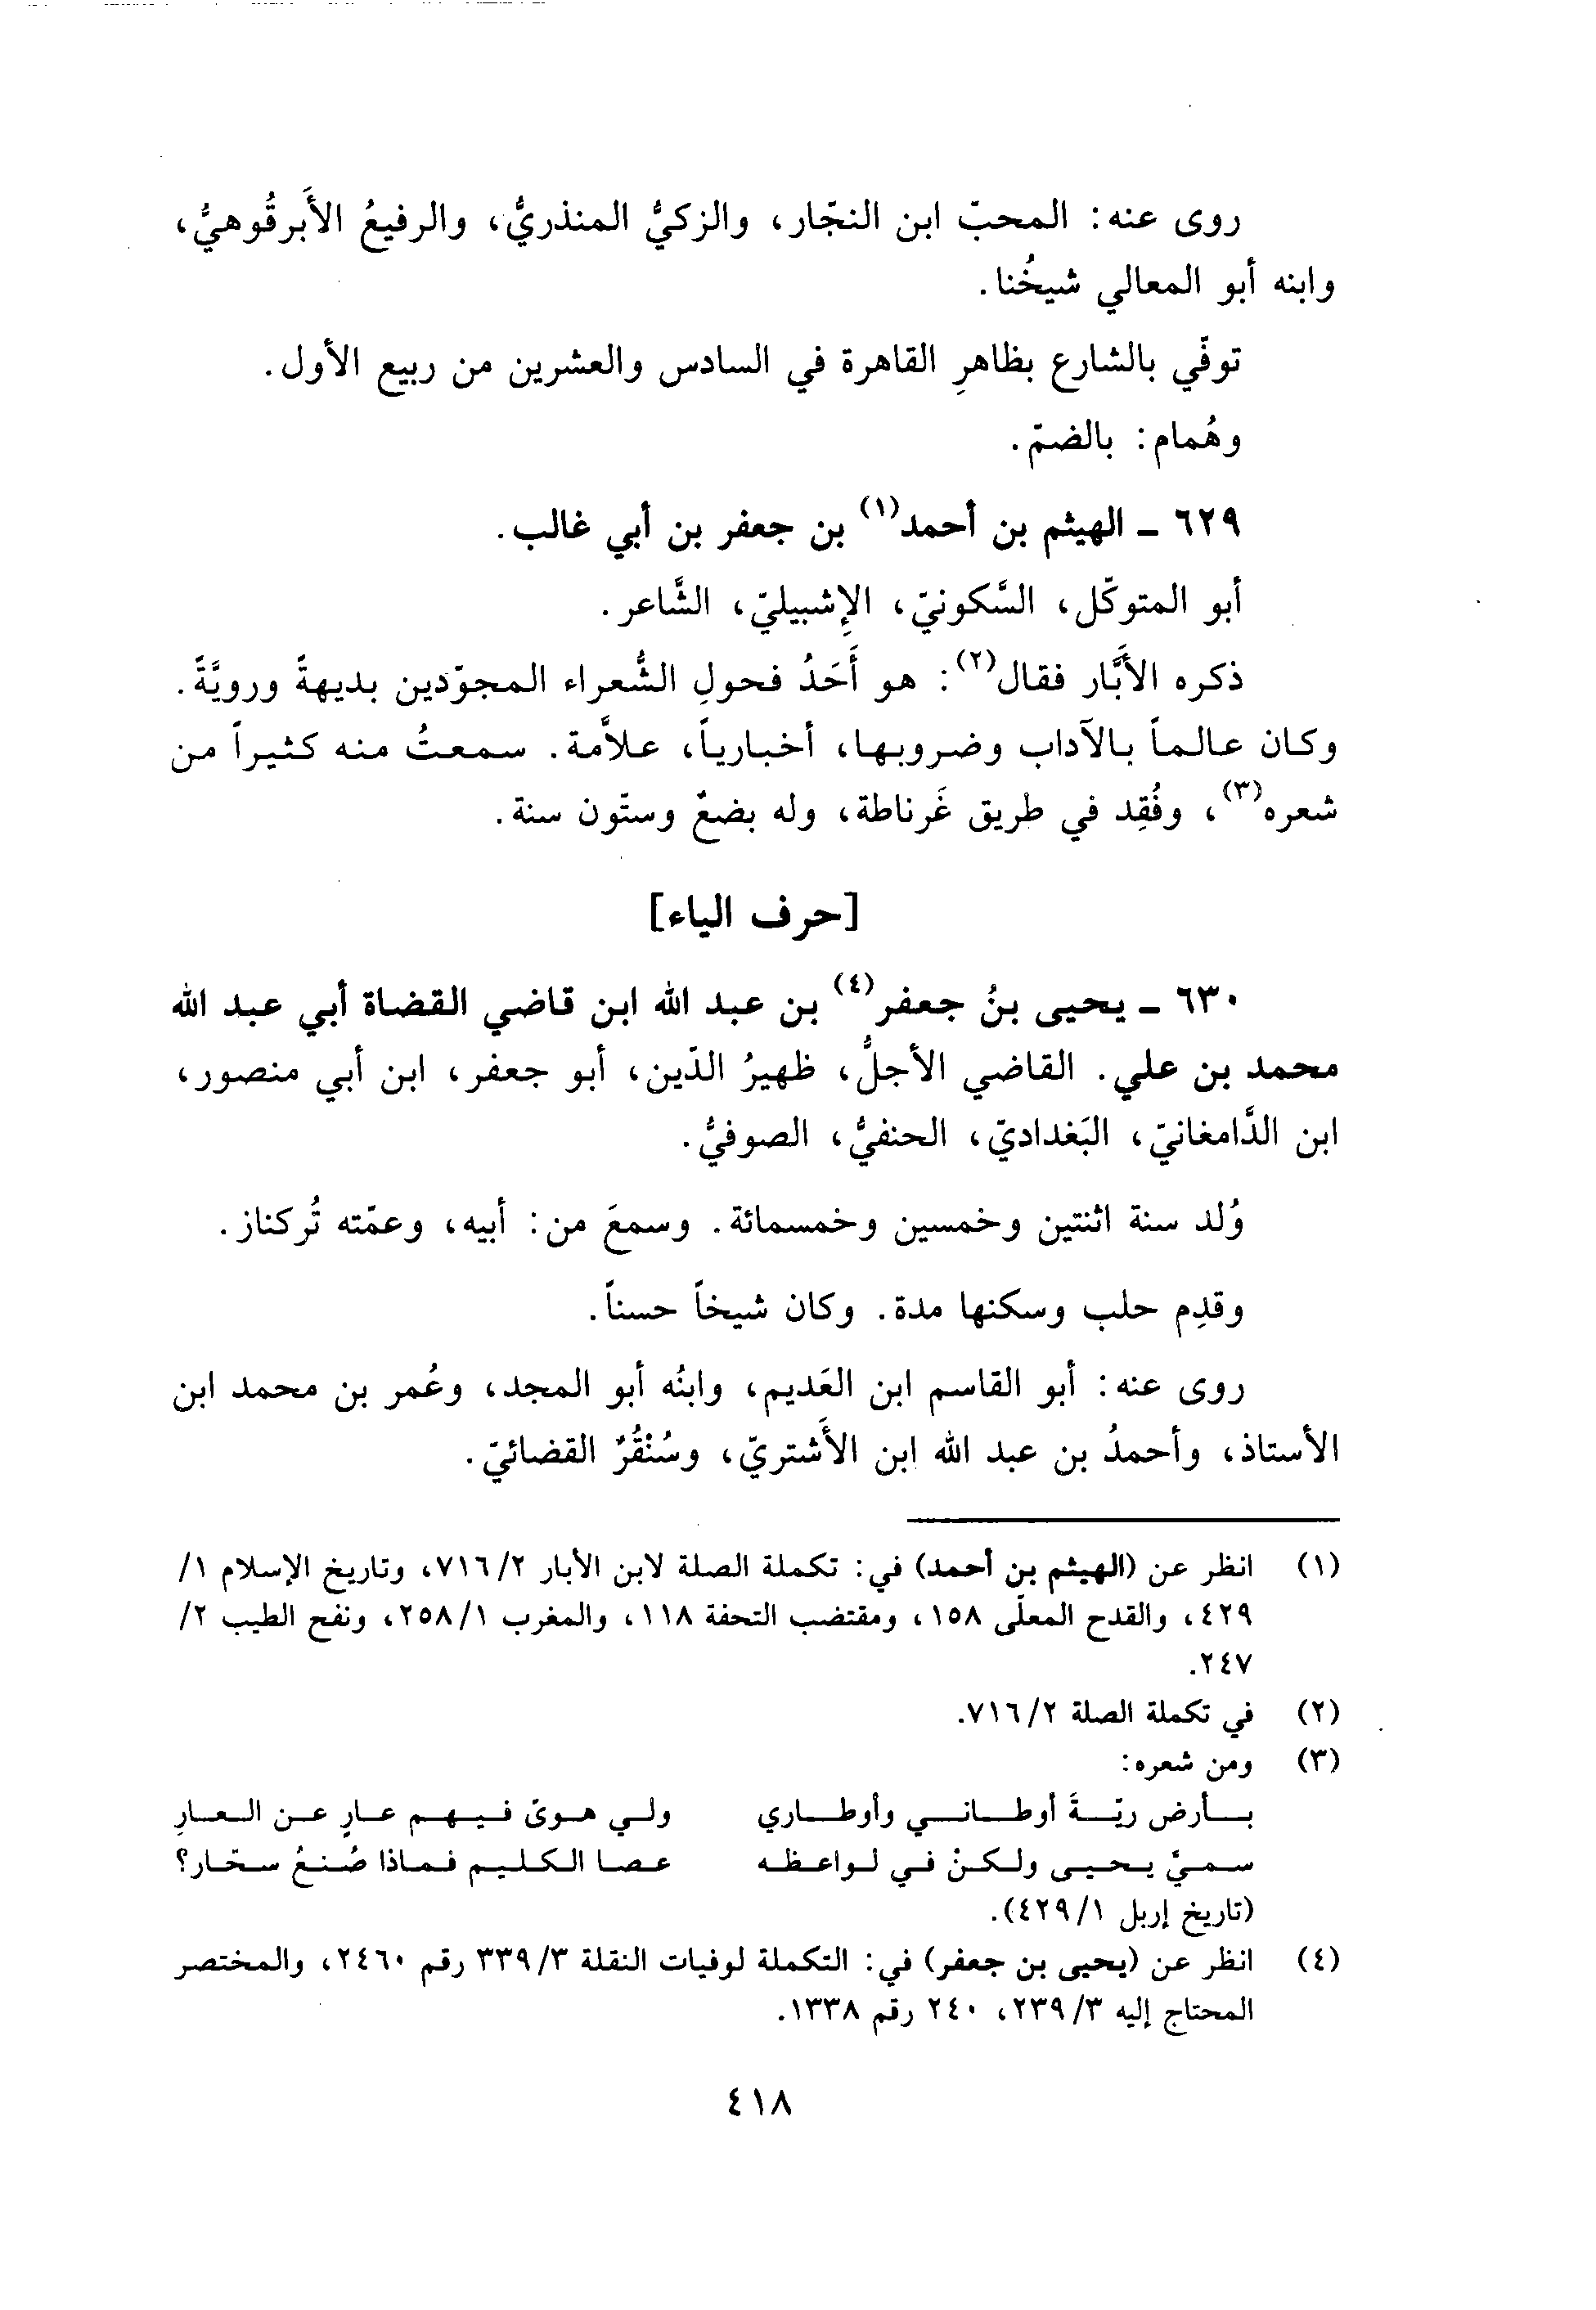 روى عنه: المحبّ ابن النجّار، والزكيُّ المنذريُّ، والرفيعُ الأَبرقُوهيُّ،
وابنه أبو المعالي شيخُنا.
توفّي بالشارع بظاهرِ القاهرة في السادس والعشرين من ربيع الأول.
وهُمام: بالضمّ.
٦٢٩ ـ الهيثم بن أحمد(١) بن جعفر بن أبي غالب.
أبو المتوكّل، السَّكونيّ، الإِشبيليّ، الشَّاعر.
ذكره الأبَّار فقال(٢): هو أَحَدُ فحولِ الشُّعراء المجوّدين بديهةً ورويَّةً.
وكان عالماً بالآداب وضروبها، أخبارياً، علاَّمة. سمعتُ منه كثيراً من
شعره(٣)، وفُقِد في طريق غَرناطة، وله بضعٌ وستّون سنة.
[حرف الياء]
٦٣٠ ـ يحيى بنُ جعفر(٤) بن عبد الله ابن قاضي القضاة أبي عبد الله
محمد بن علي. القاضي الأجلُّ، ظهيرُ الدّين، أبو جعفر، ابن أبي منصور،
ابن الدَّامغانيّ، البَغداديّ، الحنفيُّ، الصوفيُّ.
وُلد سنة اثنتين وخمسين وخمسمائة. وسمعَ من: أبيه، وعمّته تُركناز.
وقدِم حلب وسكنها مدة. وكان شيخاً حسناً.
روى عنه: أبو القاسم ابن العَديم، وابنُه أبو المجد، وعُمر بن محمد ابن
الأستاذ، وأحمدُ بن عبد الله ابن الأَشتريّ، وسُنْقُرٌ القضائيّ.
(١) انظر عن (الهيثم بن أحمد) في: تكملة الصلة لابن الأبار ٧١٦/٢، وتاريخ الإسلام ١/
٤٢٩، والقدح المعلّى ١٥٨، ومقتضب التحفة ١١٨، والمغرب ٢٥٨/١، ونفح الطيب ٢/
٢٤٧.
(٢) في تكملة الصلة ٧١٦/٢.
(٣) ومن شعره:
بأرض ريّةَ أوطاني وأوطاري ولي هوىً فيهم عارٍ عن العارِ
سميَّ يحيى ولكنْ في لواعظه عصا الكليم فماذا صُنعُ سحّار؟
(تاريخ إربل ٤٢٩/١).
(٤) انظر عن (يحيى بن جعفر) في: التكملة لوفيات النقلة ٣٣٩/٣ رقم ٢٤٦٠، والمختصر
المحتاج إليه ٢٣٩/٣، ٢٤٠ رقم ١٣٣٨.
٤١٨